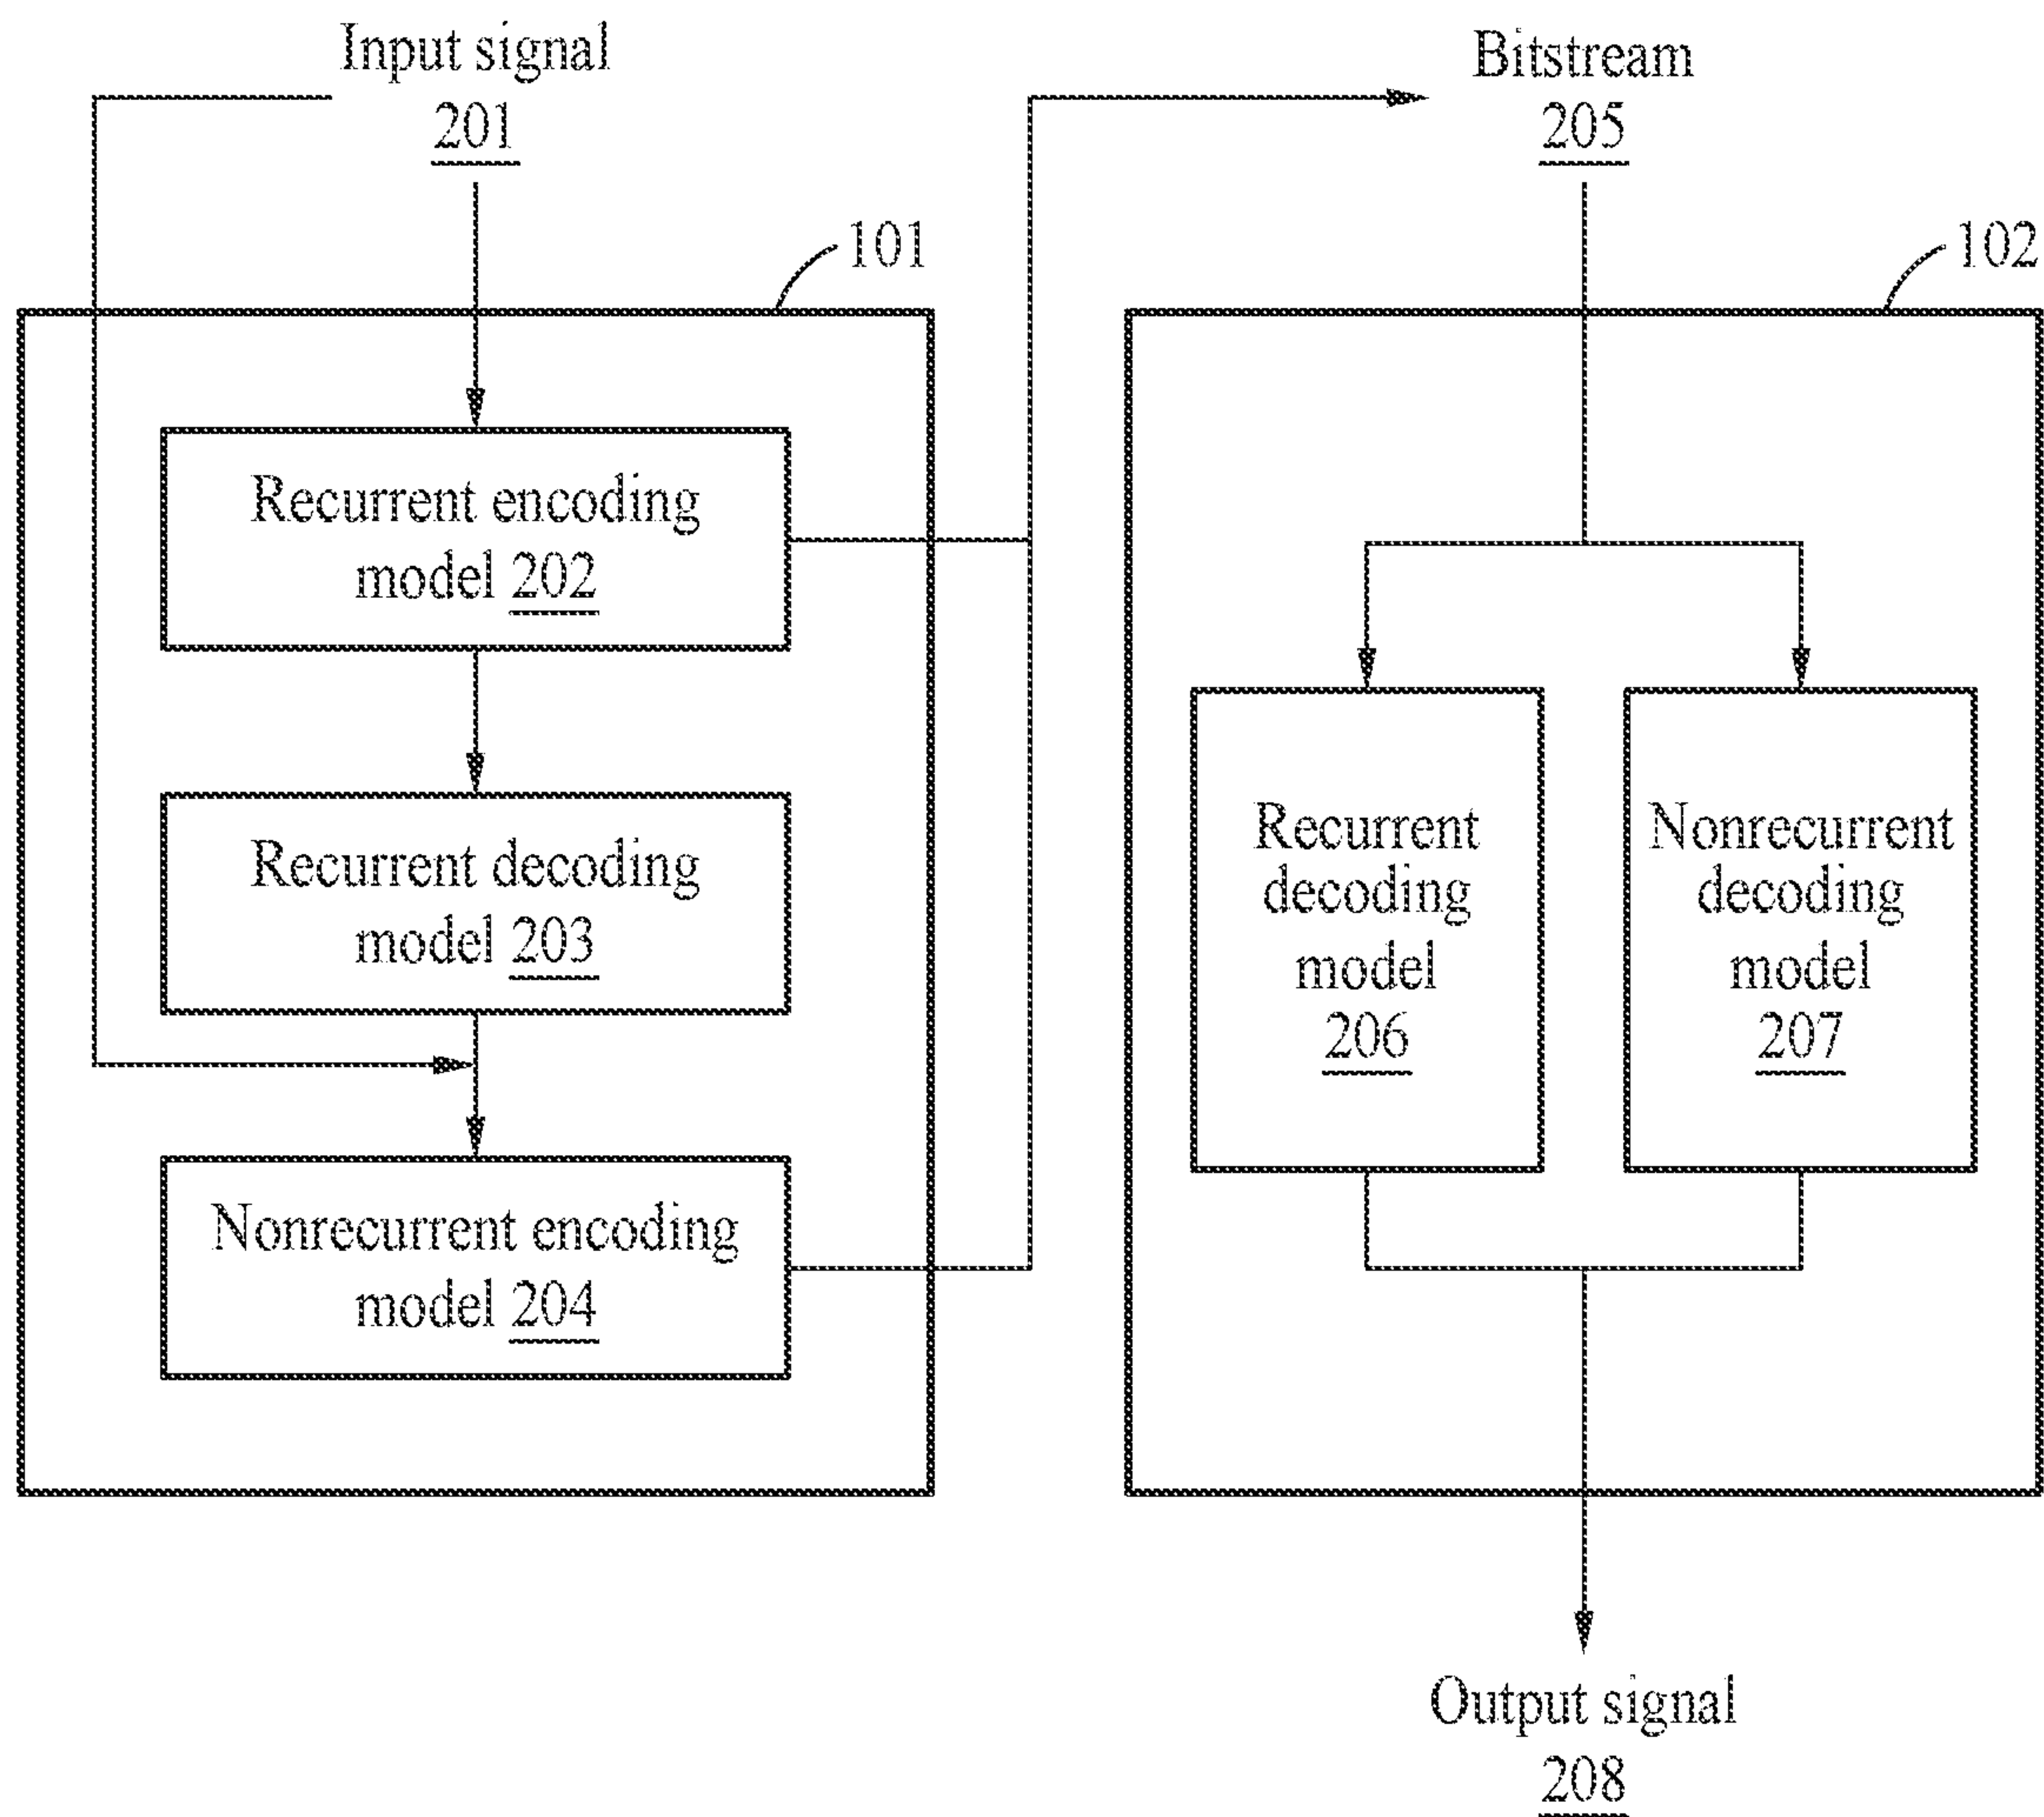 Input signal
201
101
Recurrent encoding
model 202
Recurrent decoding
model 203
Nonrecurrent encoding
model 204
Bitstream
205
102
Recurrent
decoding
model
206
Nonrecurrent
decoding
model
207
Output signal
208